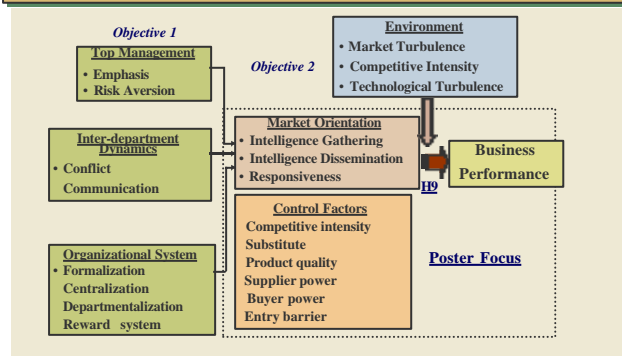 Objective 1
Top Management
• Emphasis
• Risk Aversion
Objective 2
Environment
• Market Turbulence
• Competitive Intensity
• Technological Turbulence
Inter-department
Dynamics
• Conflict
Communication
Market Orientation
• Intelligence Gathering
• Intelligence Dissemination
• Responsiveness
H9
Business
Performance
Organizational System
• Formalization
Centralization
Departmentalization
Reward system
Control Factors
Competitive intensity
Substitute
Product quality
Supplier power
Buyer power
Entry barrier
Poster Focus